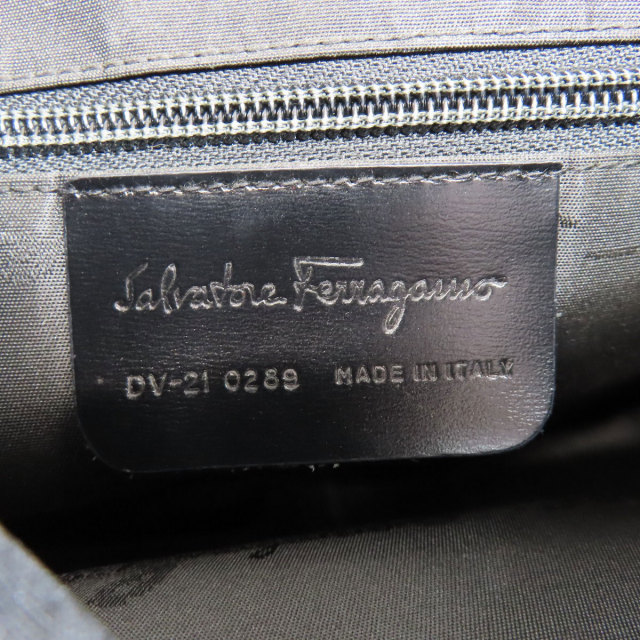 Salvatore Ferragamo
DV-21 0289 MADE IN ITALY